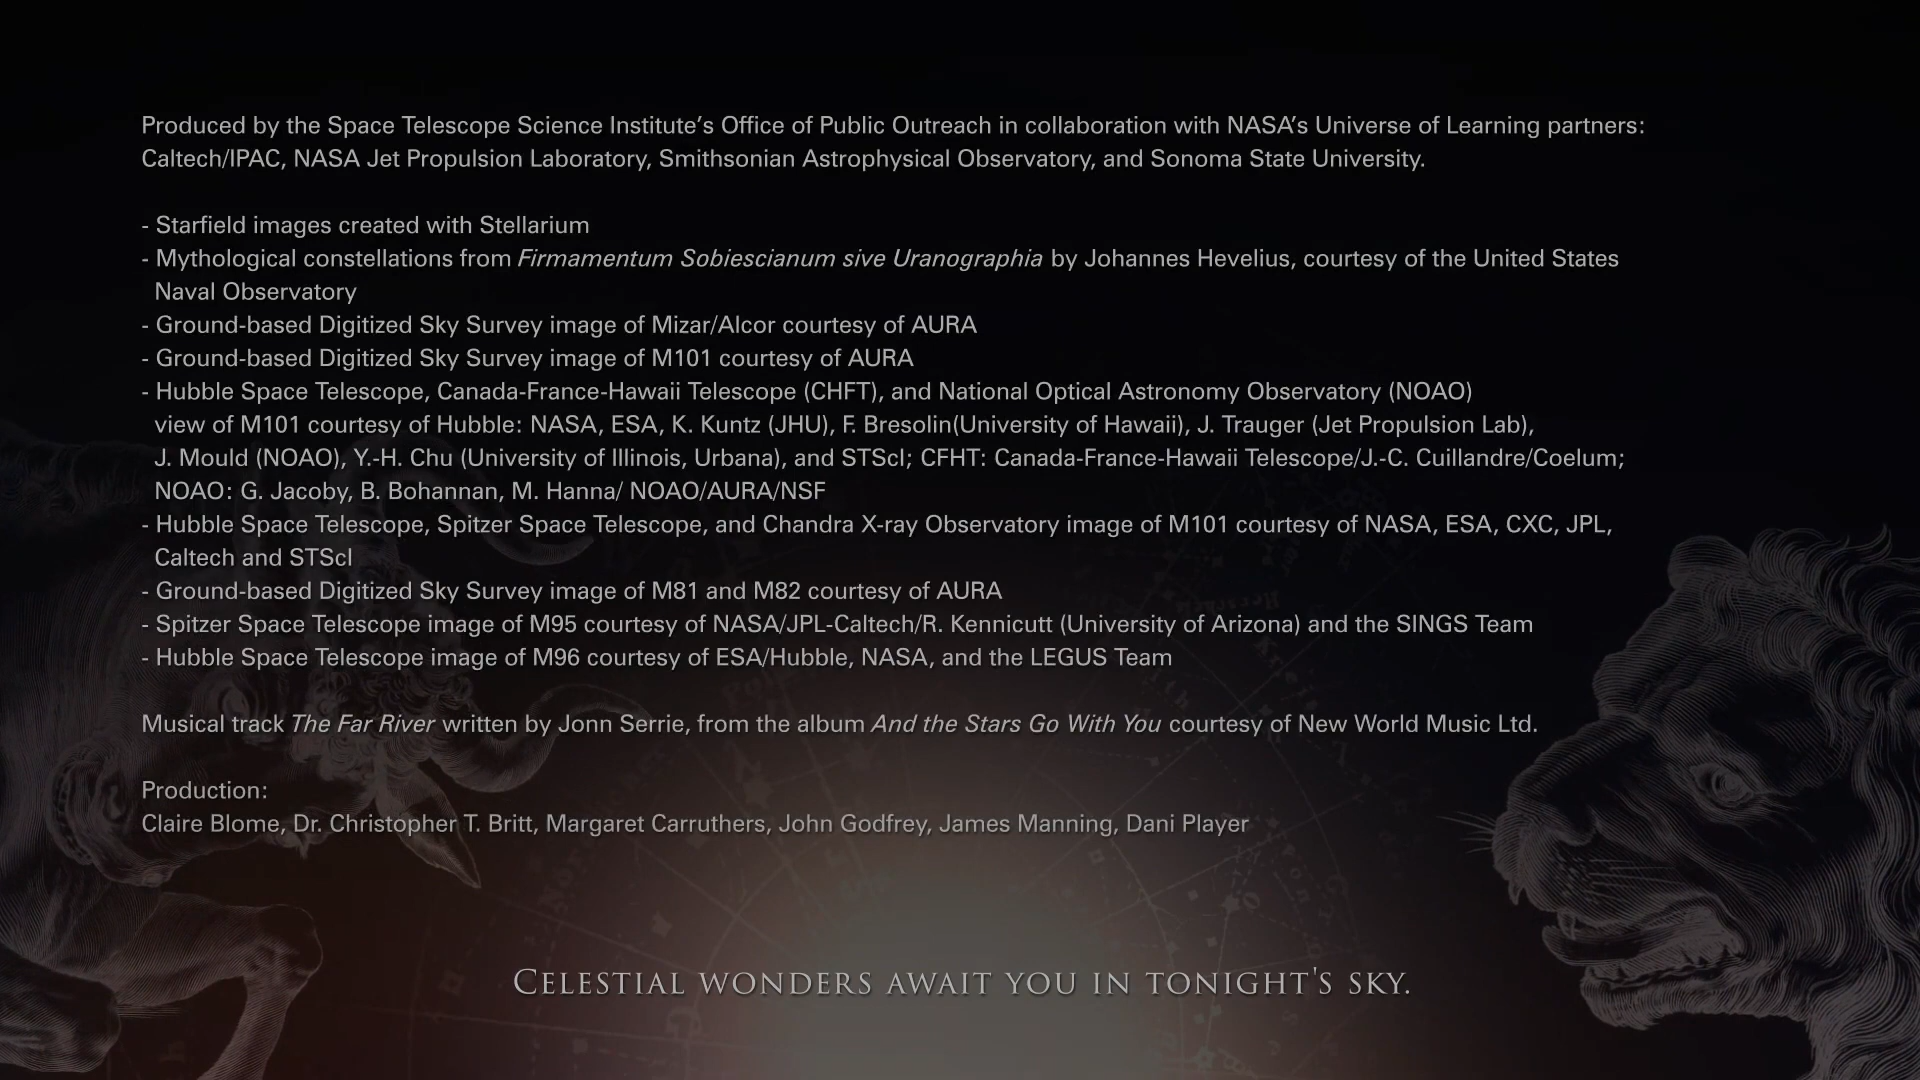 Produced by the Space Telescope Science Institute’s Office of Public Outreach in collaboration with NASA’s Universe of Learning partners:
Caltech/IPAC, NASA Jet Propulsion Laboratory, Smithsonian Astrophysical Observatory, and Sonoma State University.
- Starfield images created with Stellarium
- Mythological constellations from Firmamentum Sobiescianum sive Uranographia by Johannes Hevelius, courtesy of the United States
Naval Observatory
- Ground-based Digitized Sky Survey image of Mizar/Alcor courtesy of AURA
- Ground-based Digitized Sky Survey image of M101 courtesy of AURA
- Hubble Space Telescope, Canada-France-Hawaii Telescope (CHFT), and National Optical Astronomy Observatory (NOAO)
view of M101 courtesy of Hubble: NASA, ESA, K. Kuntz (JHU), F. Bresolin(University of Hawaii), J. Trauger (Jet Propulsion Lab),
J. Mould (NOAO), Y.-H. Chu (University of Illinois, Urbana), and STScI; CFHT: Canada-France-Hawaii Telescope/J.-C. Cuillandre/Coelum;
NOAO: G. Jacoby, B. Bohannan, M. Hanna/ NOAO/AURA/NSF
- Hubble Space Telescope, Spitzer Space Telescope, and Chandra X-ray Observatory image of M101 courtesy of NASA, ESA, CXC, JPL,
Caltech and STScI
- Ground-based Digitized Sky Survey image of M81 and M82 courtesy of AURA
- Spitzer Space Telescope image of M95 courtesy of NASA/JPL-Caltech/R. Kennicutt (University of Arizona) and the SINGS Team
- Hubble Space Telescope image of M96 courtesy of ESA/Hubble, NASA, and the LEGUS Team
Musical track The Far River written by Jonn Serrie, from the album And the Stars Go With You courtesy of New World Music Ltd.
Production:
Claire Blome, Dr. Christopher T. Britt, Margaret Carruthers, John Godfrey, James Manning, Dani Player
CELESTIAL WONDERS AWAIT YOU IN TONIGHT'S SKY.